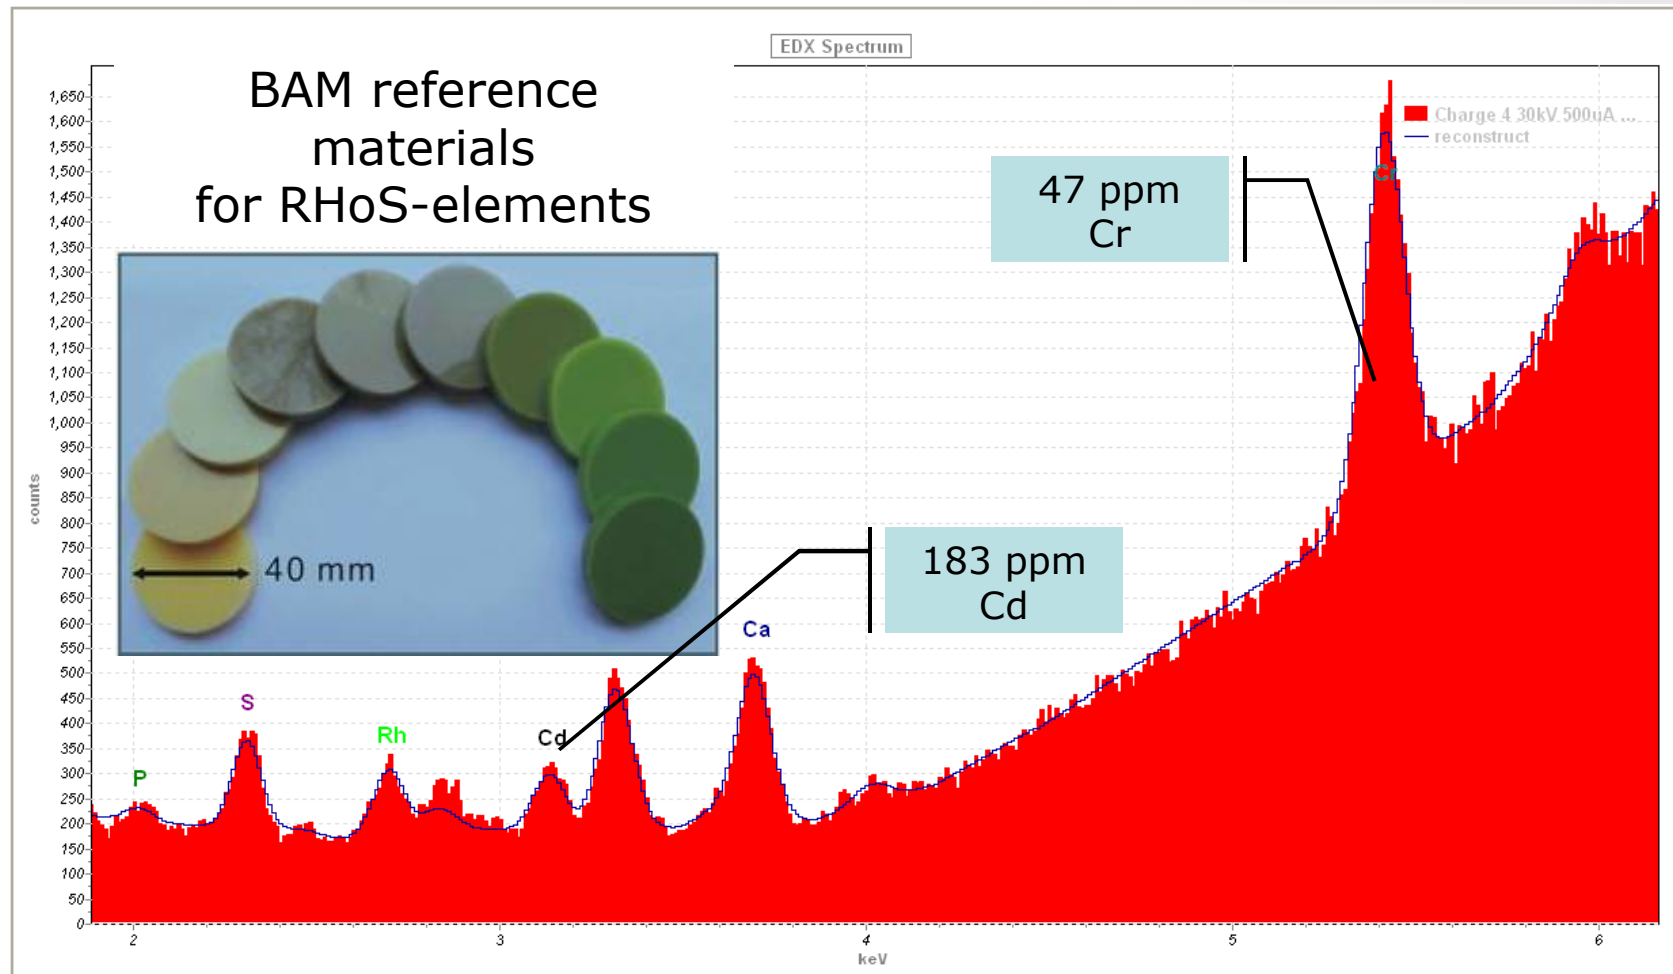 EDX Spectrum
BAM reference
materials
for RHoS-elements
Charge 4 30kV 500uA ...
reconstruct
47 ppm
Cr
Cr
40 mm
183 ppm
Cd
S
P
Rh
Cd
Ca
counts
1,650
1,600
1,550
1,500
1,450
1,400
1,350
1,300
1,250
1,200
1,150
1,100
1,050
1,000
950
900
850
800
750
700
650
600
550
500
450
400
350
300
250
200
150
100
50
0
2 3 4 5 6
keV